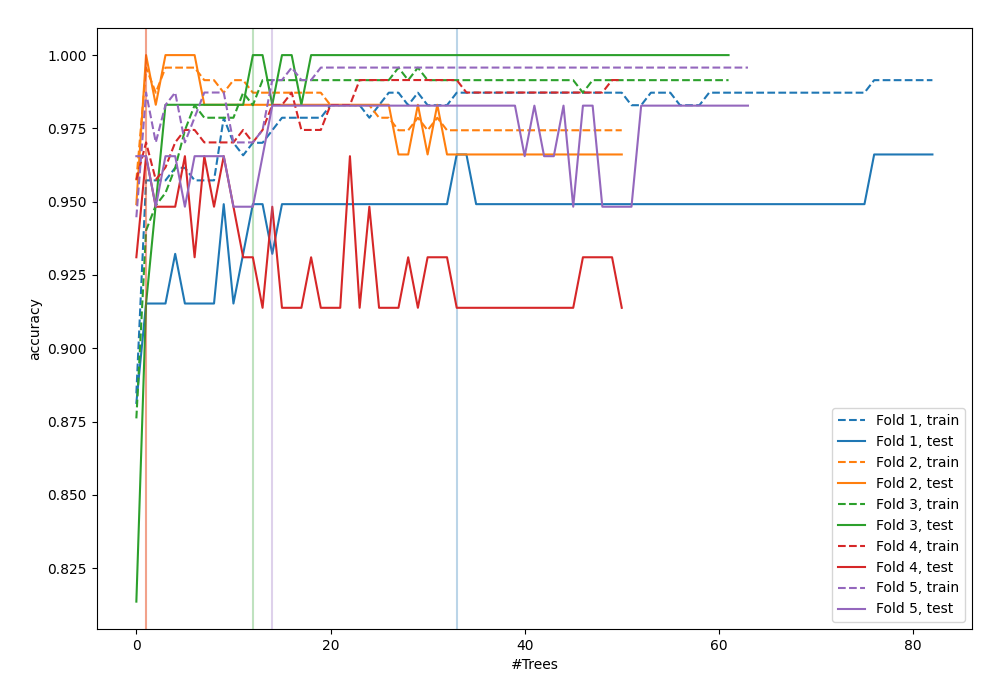 1.000
0.975
0.950
0.925
0.900
0.875
0.850
0.825
accuracy
0
20
40
60
80
#Trees
Fold 1, train
Fold 1, test
Fold 2, train
Fold 2, test
Fold 3, train
Fold 3, test
Fold 4, train
Fold 4, test
Fold 5, train
Fold 5, test